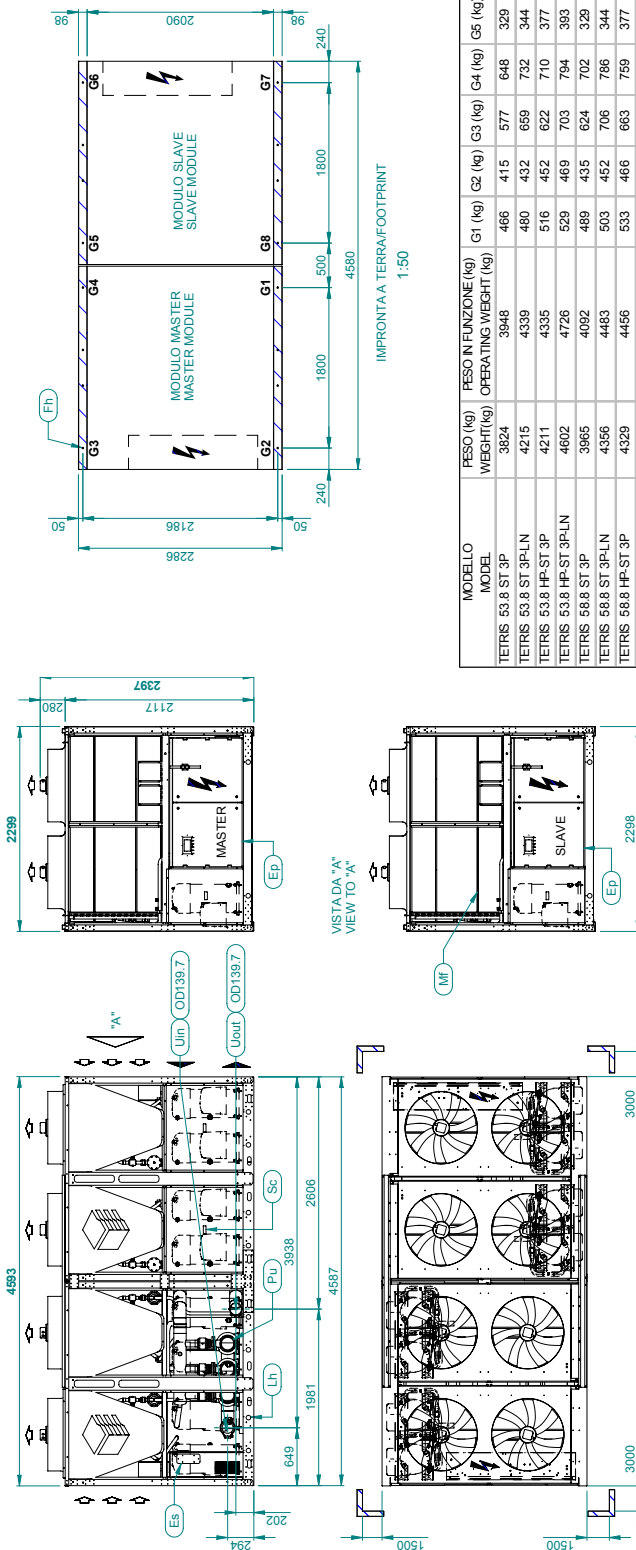 4593
"A"
Es
Lh
Pu
Sc
Uin
OD139.7
Uout
OD139.7
294
202
649
3938
1981
2606
4587
1500
1500
3000
3000
2299
280
2117
2397
MASTER
Ep
VISTA DA "A"
VIEW TO "A"
Mf
SLAVE
Ep
2298
Fh
50
2186
50
2286
98
2090
98
G3
G4
G5
G6
MODULO MASTER
MASTER MODULE
MODULO SLAVE
SLAVE MODULE
G2
G1
G8
G7
240
1800
500
1800
240
4580
IMPRONTA A TERRA/FOOTPRINT
1:50
MODELLO PESO (kg) PESO IN FUNZIONE (kg) G1 (kg) G2 (kg) G3 (kg) G4 (kg) G5 (kg)
MODEL WEIGHT(kg) OPERATING WEIGHT (kg)
TETRIS 53.8 ST 3P 3824 3948 466 415 577 648 329
TETRIS 53.8 ST 3P-LN 4215 4339 480 432 659 732 344
TETRIS 53.8 HP-ST 3P 4211 4335 516 452 622 710 377
TETRIS 53.8 HP-ST 3P-LN 4602 4726 529 469 703 794 393
TETRIS 58.8 ST 3P 3965 4092 489 435 624 702 329
TETRIS 58.8 ST 3P-LN 4356 4483 503 452 706 786 344
TETRIS 58.8 HP-ST 3P 4329 4456 533 466 663 759 377